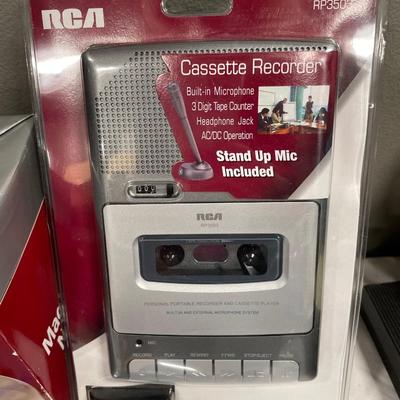 RCA
RP3503
Cassette Recorder
Built-in Microphone
3 Digit Tape Counter
Headphone Jack
AC/DC Operation
Stand Up Mic
Included
RCA
RP3503
PERSONAL PORTABLE RECORDER AND CASSETTE PLAYER
BUILT-IN AND EXTERNAL MICROPHONE SYSTEM
MIC
RECORD PLAY REWIND F.FWD STOP/EJECT PAUSE